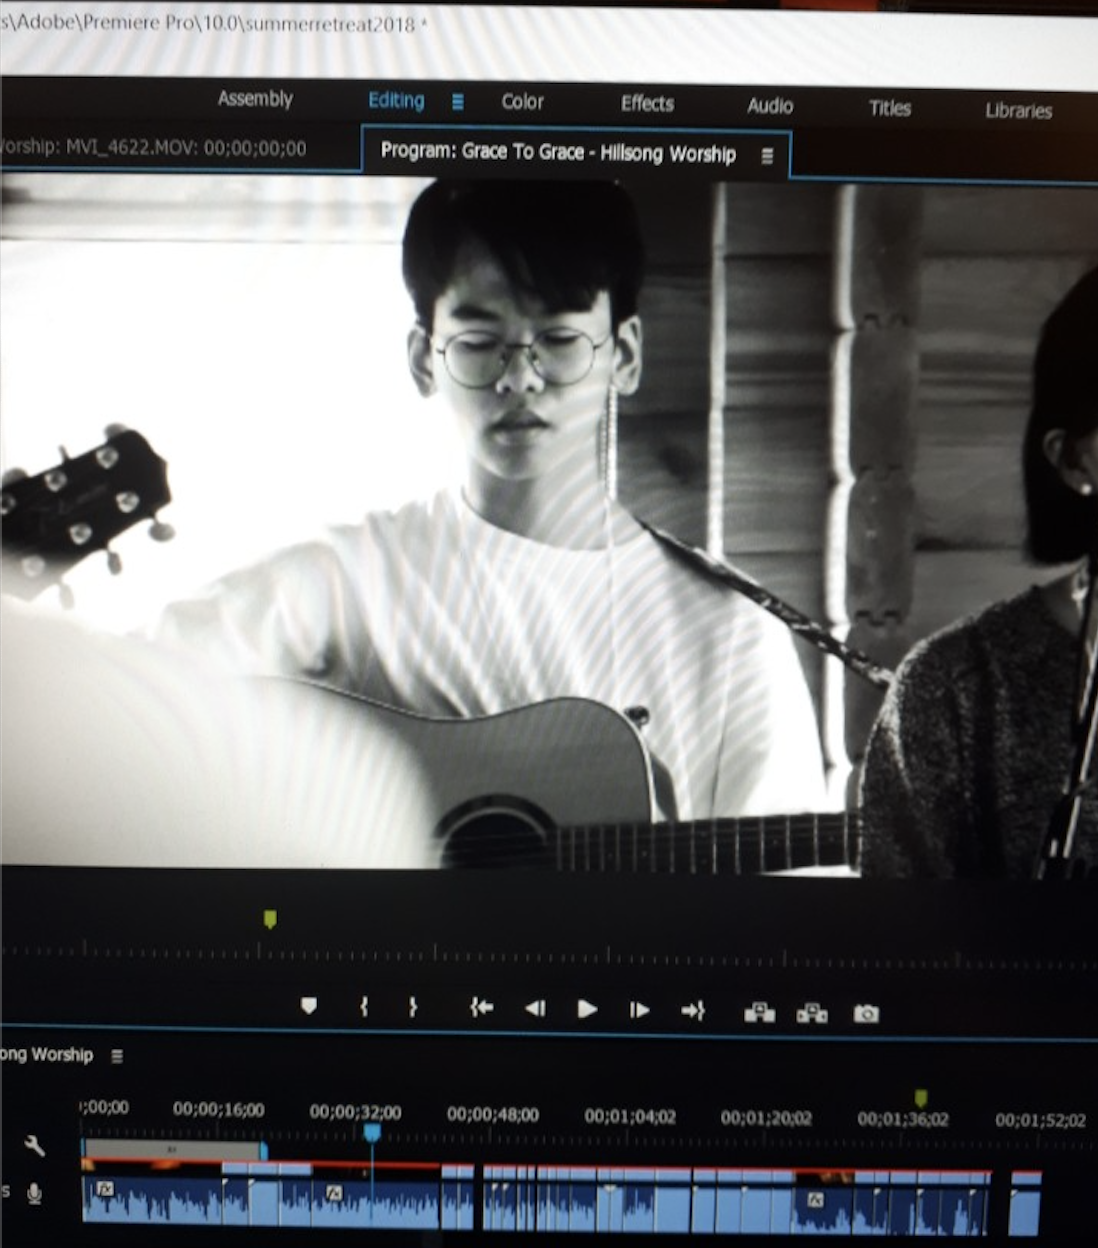 s\Adobe\Premiere Pro\10.0\summerretreat2018 *
Assembly Editing Color Effects Audio Titles Libraries
orship: MVI_4622.MOV: 00;00;00;00 Program: Grace To Grace - Hillsong Worship
ong Worship
;00;00 00;00;16;00 00;00;32;00 00;00;48;00 00;01;04;02 00;01;20;02 00;01;36;02 00;01;52;02
S fx fx fx